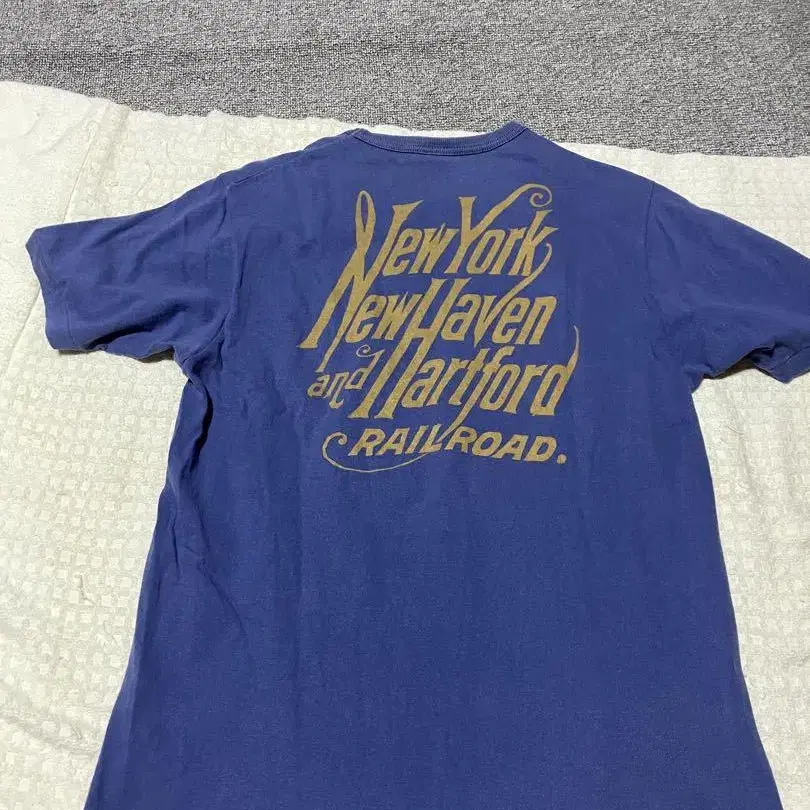 New York
New Haven
and Hartford
RAILROAD.